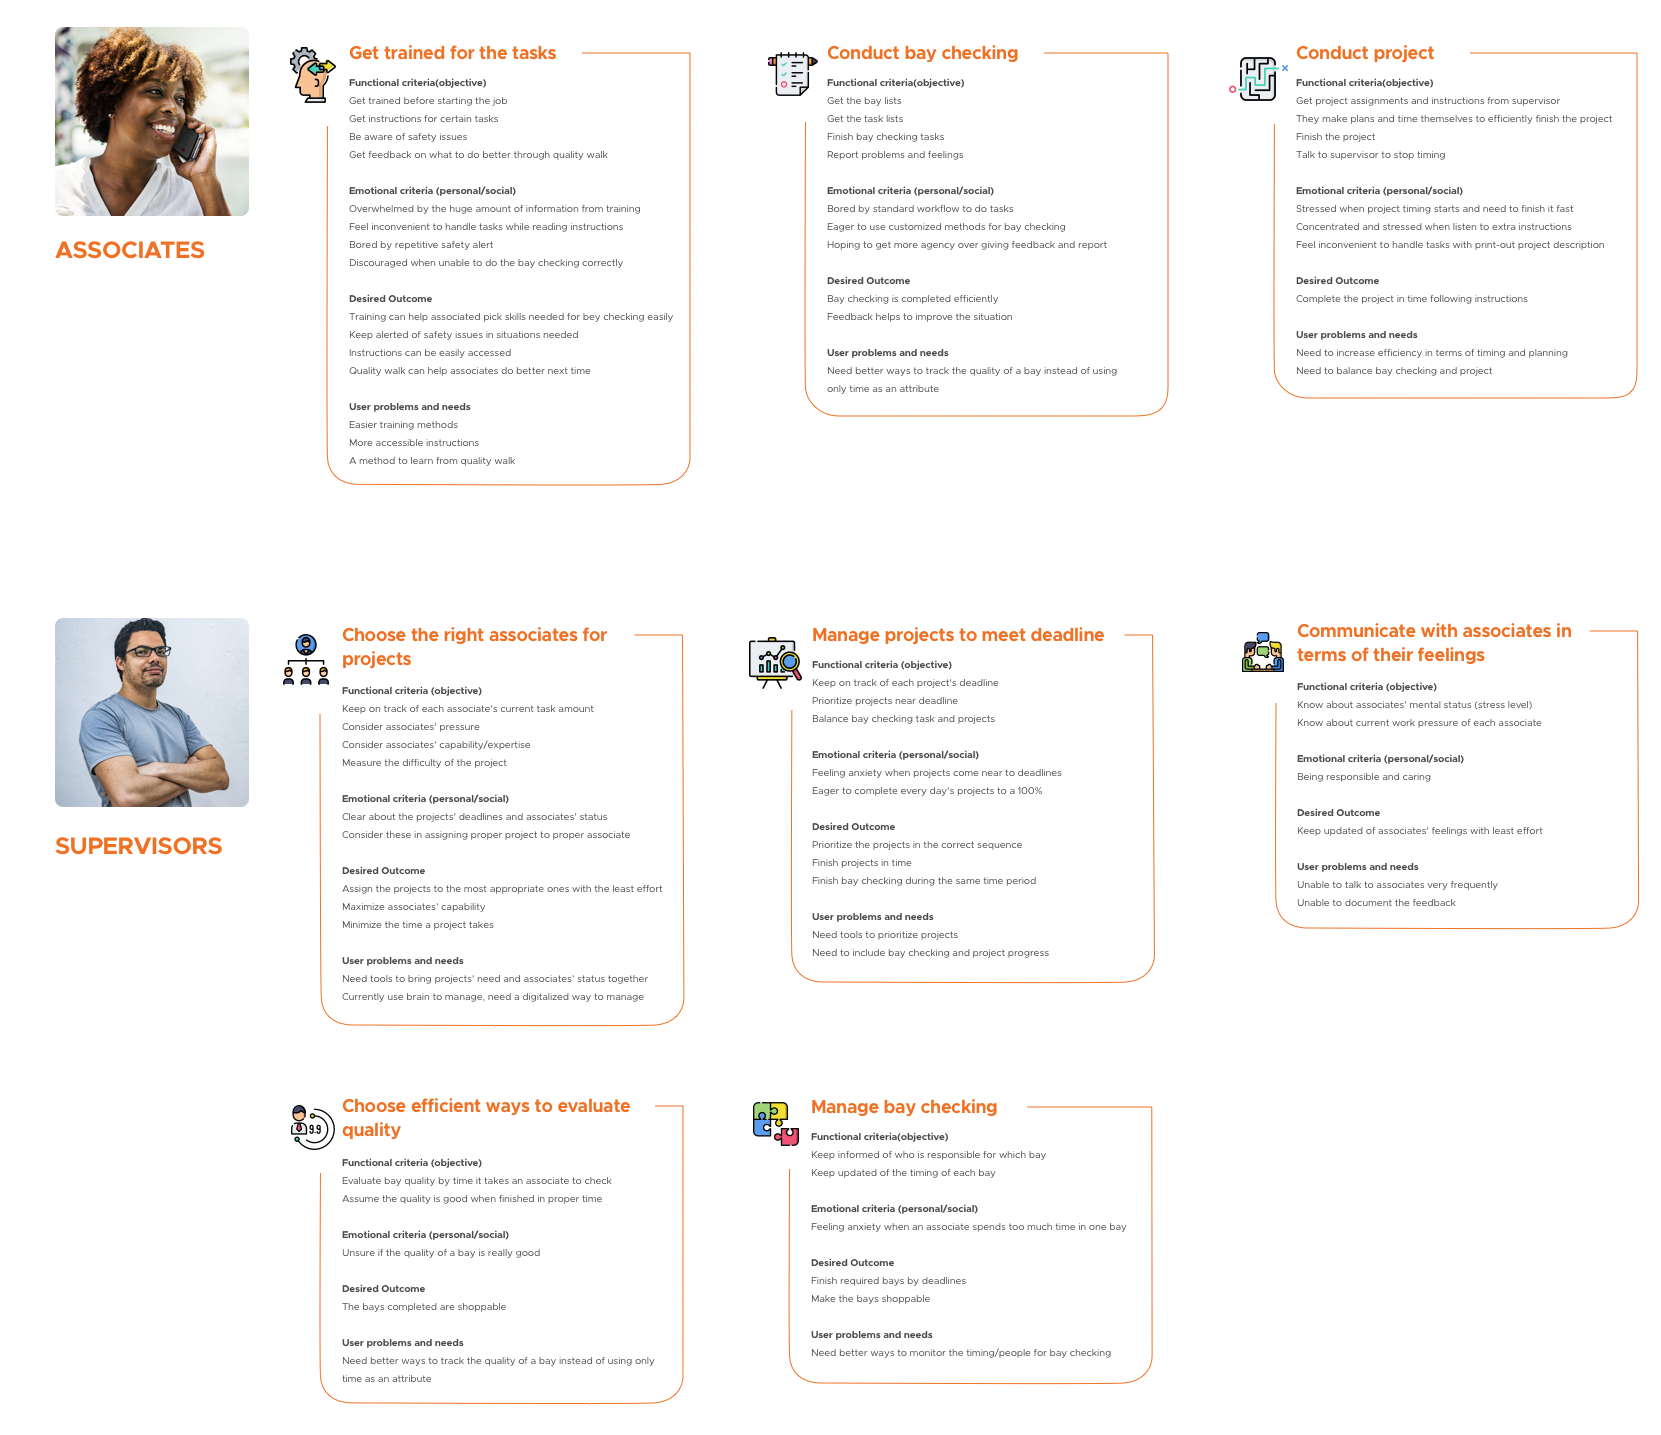 ASSOCIATES
Get trained for the tasks
Functional criteria(objective)
Get trained before starting the job
Get instructions for certain tasks
Be aware of safety issues
Get feedback on what to do better through quality walk
Emotional criteria (personal/social)
Overwhelmed by the huge amount of information from training
Feel inconvenient to handle tasks while reading instructions
Bored by repetitive safety alert
Discouraged when unable to do the bay checking correctly
Desired Outcome
Training can help associated pick skills needed for bey checking easily
Keep alerted of safety issues in situations needed
Instructions can be easily accessed
Quality walk can help associates do better next time
User problems and needs
Easier training methods
More accessible instructions
A method to learn from quality walk
Conduct bay checking
Functional criteria(objective)
Get the bay lists
Get the task lists
Finish bay checking tasks
Report problems and feelings
Emotional criteria (personal/social)
Bored by standard workflow to do tasks
Eager to use customized methods for bay checking
Hoping to get more agency over giving feedback and report
Desired Outcome
Bay checking is completed efficiently
Feedback helps to improve the situation
User problems and needs
Need better ways to track the quality of a bay instead of using
only time as an attribute
Conduct project
Functional criteria(objective)
Get project assignments and instructions from supervisor
They make plans and time themselves to efficiently finish the project
Finish the project
Talk to supervisor to stop timing
Emotional criteria (personal/social)
Stressed when project timing starts and need to finish it fast
Concentrated and stressed when listen to extra instructions
Feel inconvenient to handle tasks with print-out project description
Desired Outcome
Complete the project in time following instructions
User problems and needs
Need to increase efficiency in terms of timing and planning
Need to balance bay checking and project
SUPERVISORS
Choose the right associates for
projects
Functional criteria (objective)
Keep on track of each associate's current task amount
Consider associates' pressure
Consider associates' capability/expertise
Measure the difficulty of the project
Emotional criteria (personal/social)
Clear about the projects' deadlines and associates' status
Consider these in assigning proper project to proper associate
Desired Outcome
Assign the projects to the most appropriate ones with the least effort
Maximize associates' capability
Minimize the time a project takes
User problems and needs
Need tools to bring projects' need and associates' status together
Currently use brain to manage, need a digitalized way to manage
Manage projects to meet deadline
Functional criteria (objective)
Keep on track of each project's deadline
Prioritize projects near deadline
Balance bay checking task and projects
Emotional criteria (personal/social)
Feeling anxiety when projects come near to deadlines
Eager to complete every day's projects to a 100%
Desired Outcome
Prioritize the projects in the correct sequence
Finish projects in time
Finish bay checking during the same time period
User problems and needs
Need tools to prioritize projects
Need to include bay checking and project progress
Communicate with associates in
terms of their feelings
Functional criteria (objective)
Know about associates' mental status (stress level)
Know about current work pressure of each associate
Emotional criteria (personal/social)
Being responsible and caring
Desired Outcome
Keep updated of associates' feelings with least effort
User problems and needs
Unable to talk to associates very frequently
Unable to document the feedback
9.9
Choose efficient ways to evaluate
quality
Functional criteria (objective)
Evaluate bay quality by time it takes an associate to check
Assume the quality is good when finished in proper time
Emotional criteria (personal/social)
Unsure if the quality of a bay is really good
Desired Outcome
The bays completed are shoppable
User problems and needs
Need better ways to track the quality of a bay instead of using only
time as an attribute
Manage bay checking
Functional criteria(objective)
Keep informed of who is responsible for which bay
Keep updated of the timing of each bay
Emotional criteria (personal/social)
Feeling anxiety when an associate spends too much time in one bay
Desired Outcome
Finish required bays by deadlines
Make the bays shoppable
User problems and needs
Need better ways to monitor the timing/people for bay checking